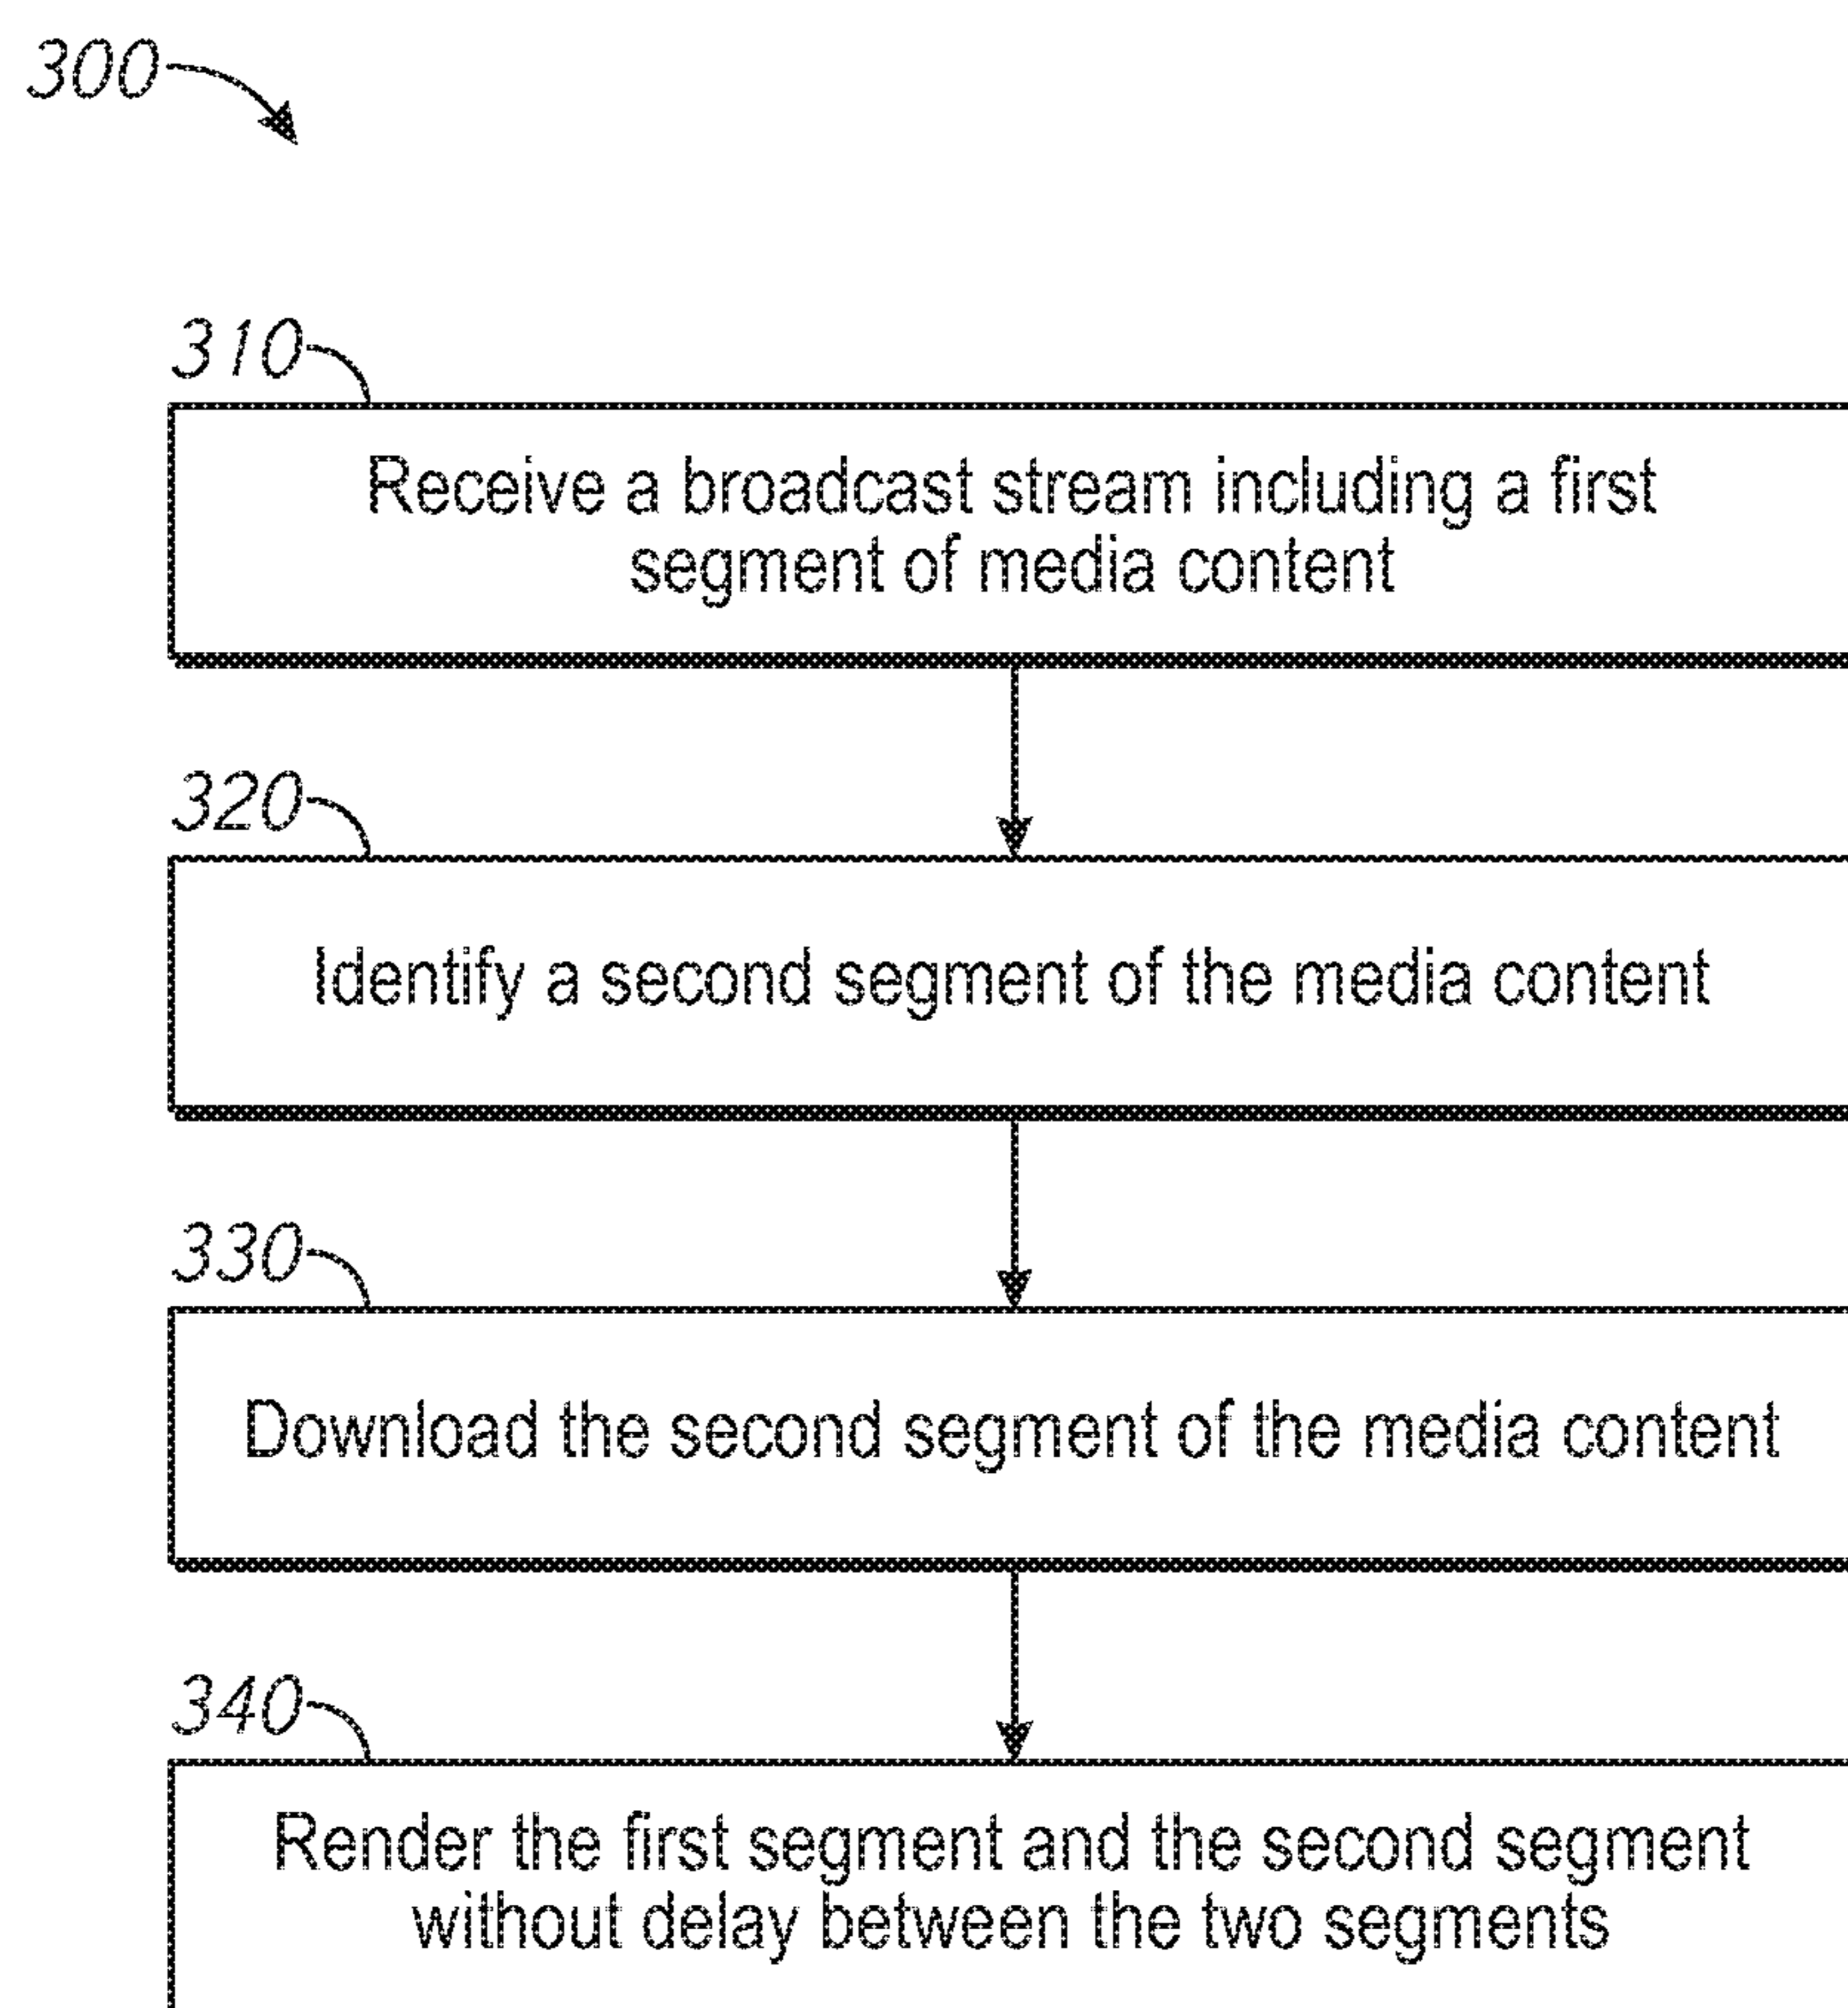 300
310
Receive a broadcast stream including a first
segment of media content
320
Identify a second segment of the media content
330
Download the second segment of the media content
340
Render the first segment and the second segment
without delay between the two segments